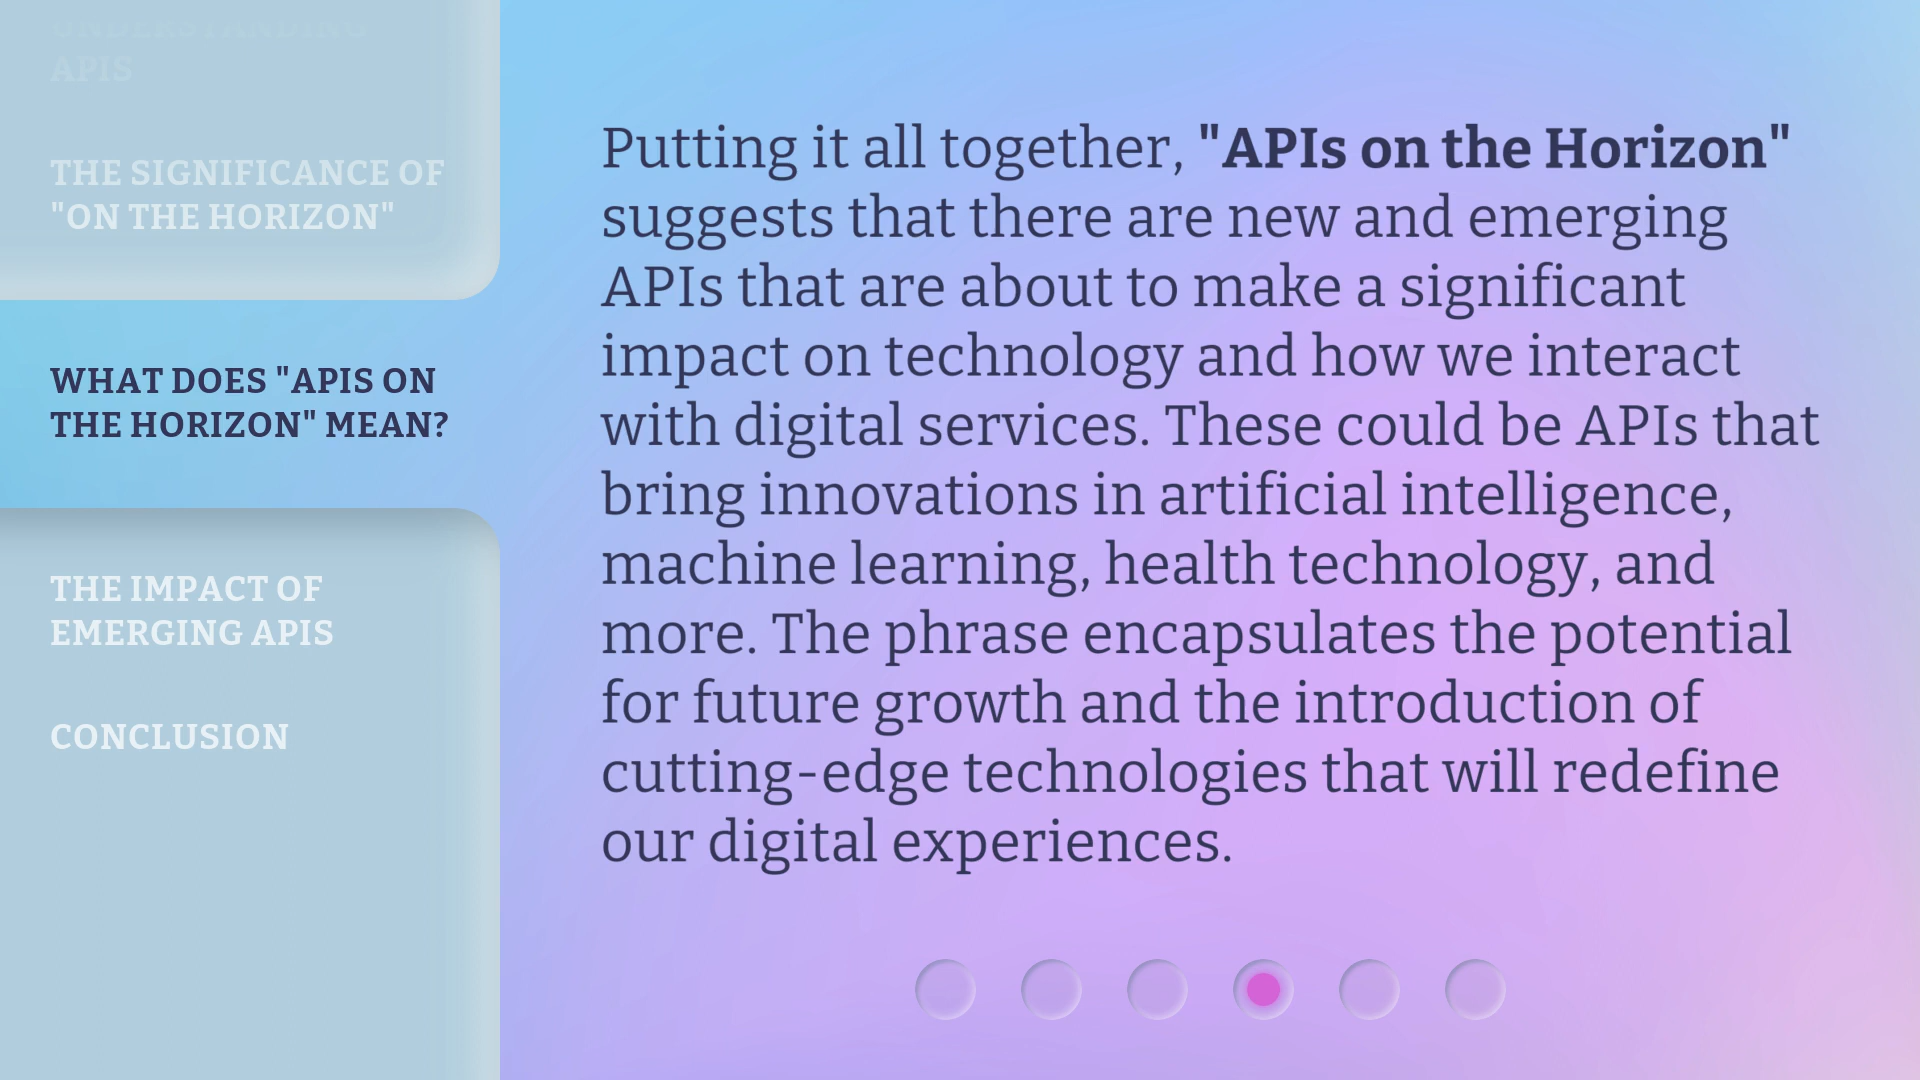 UNDERSTANDING
APIS
THE SIGNIFICANCE OF
"ON THE HORIZON"
WHAT DOES "APIS ON
THE HORIZON" MEAN?
THE IMPACT OF
EMERGING APIS
CONCLUSION
Putting it all together, "APIs on the Horizon"
suggests that there are new and emerging
APIs that are about to make a significant
impact on technology and how we interact
with digital services. These could be APIs that
bring innovations in artificial intelligence,
machine learning, health technology, and
more. The phrase encapsulates the potential
for future growth and the introduction of
cutting-edge technologies that will redefine
our digital experiences.